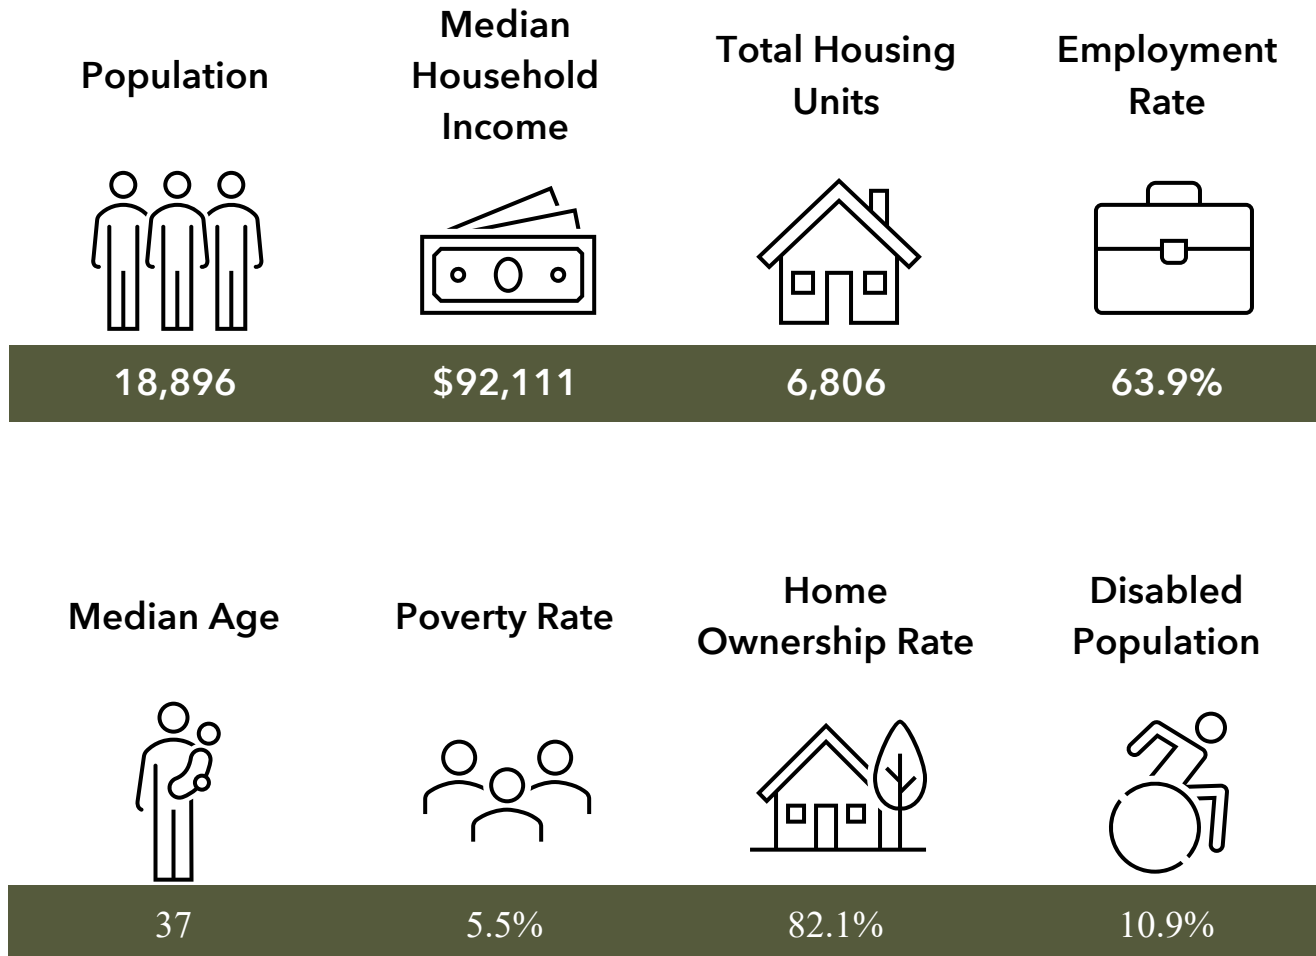 Population
Median
Household
Income
Total Housing
Units
Employment
Rate
18,896
$92,111
6,806
63.9%
Median Age
Poverty Rate
Home
Ownership Rate
Disabled
Population
37
5.5%
82.1%
10.9%